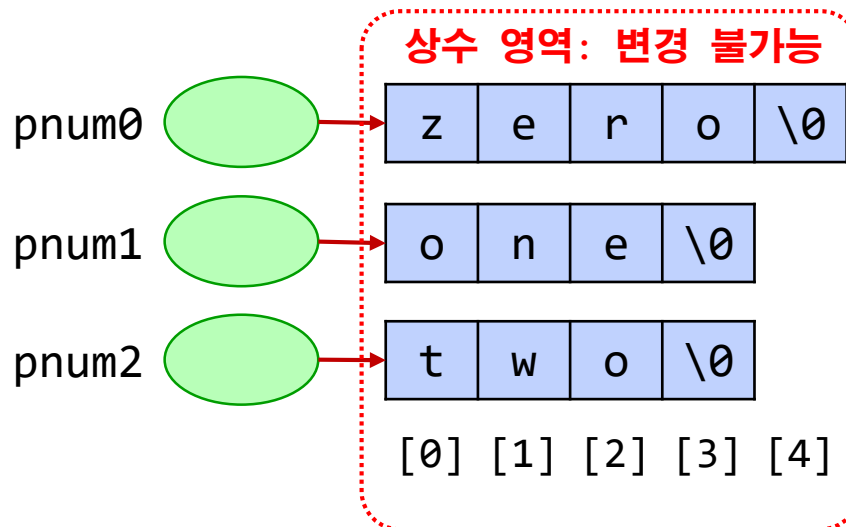 상수 영역: 변경 불가능
pnum0 z e r o \0
pnum1 o n e \0
pnum2 t w o \0
[0] [1] [2] [3] [4]